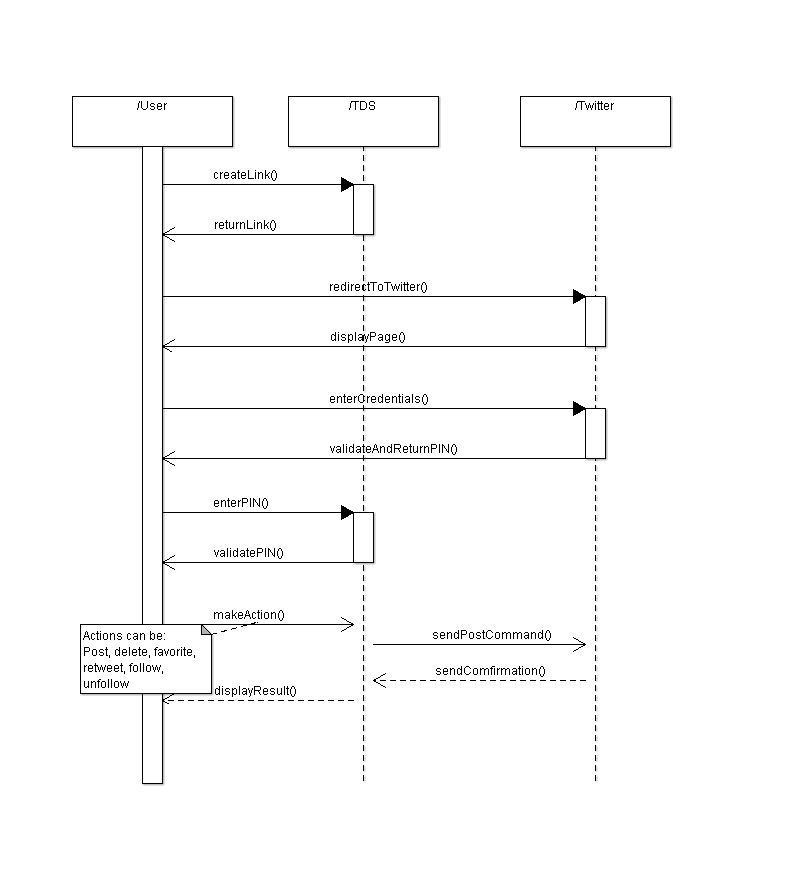 /User
/TDS
/Twitter
createLink()
returnLink()
redirectToTwitter()
displayPage()
enterCredentials()
validateAndReturnPIN()
enterPIN()
validatePIN()
makeAction()
Actions can be:
Post, delete, favorite,
retweet, follow,
unfollow
sendPostCommand()
sendComfirmation()
displayResult()